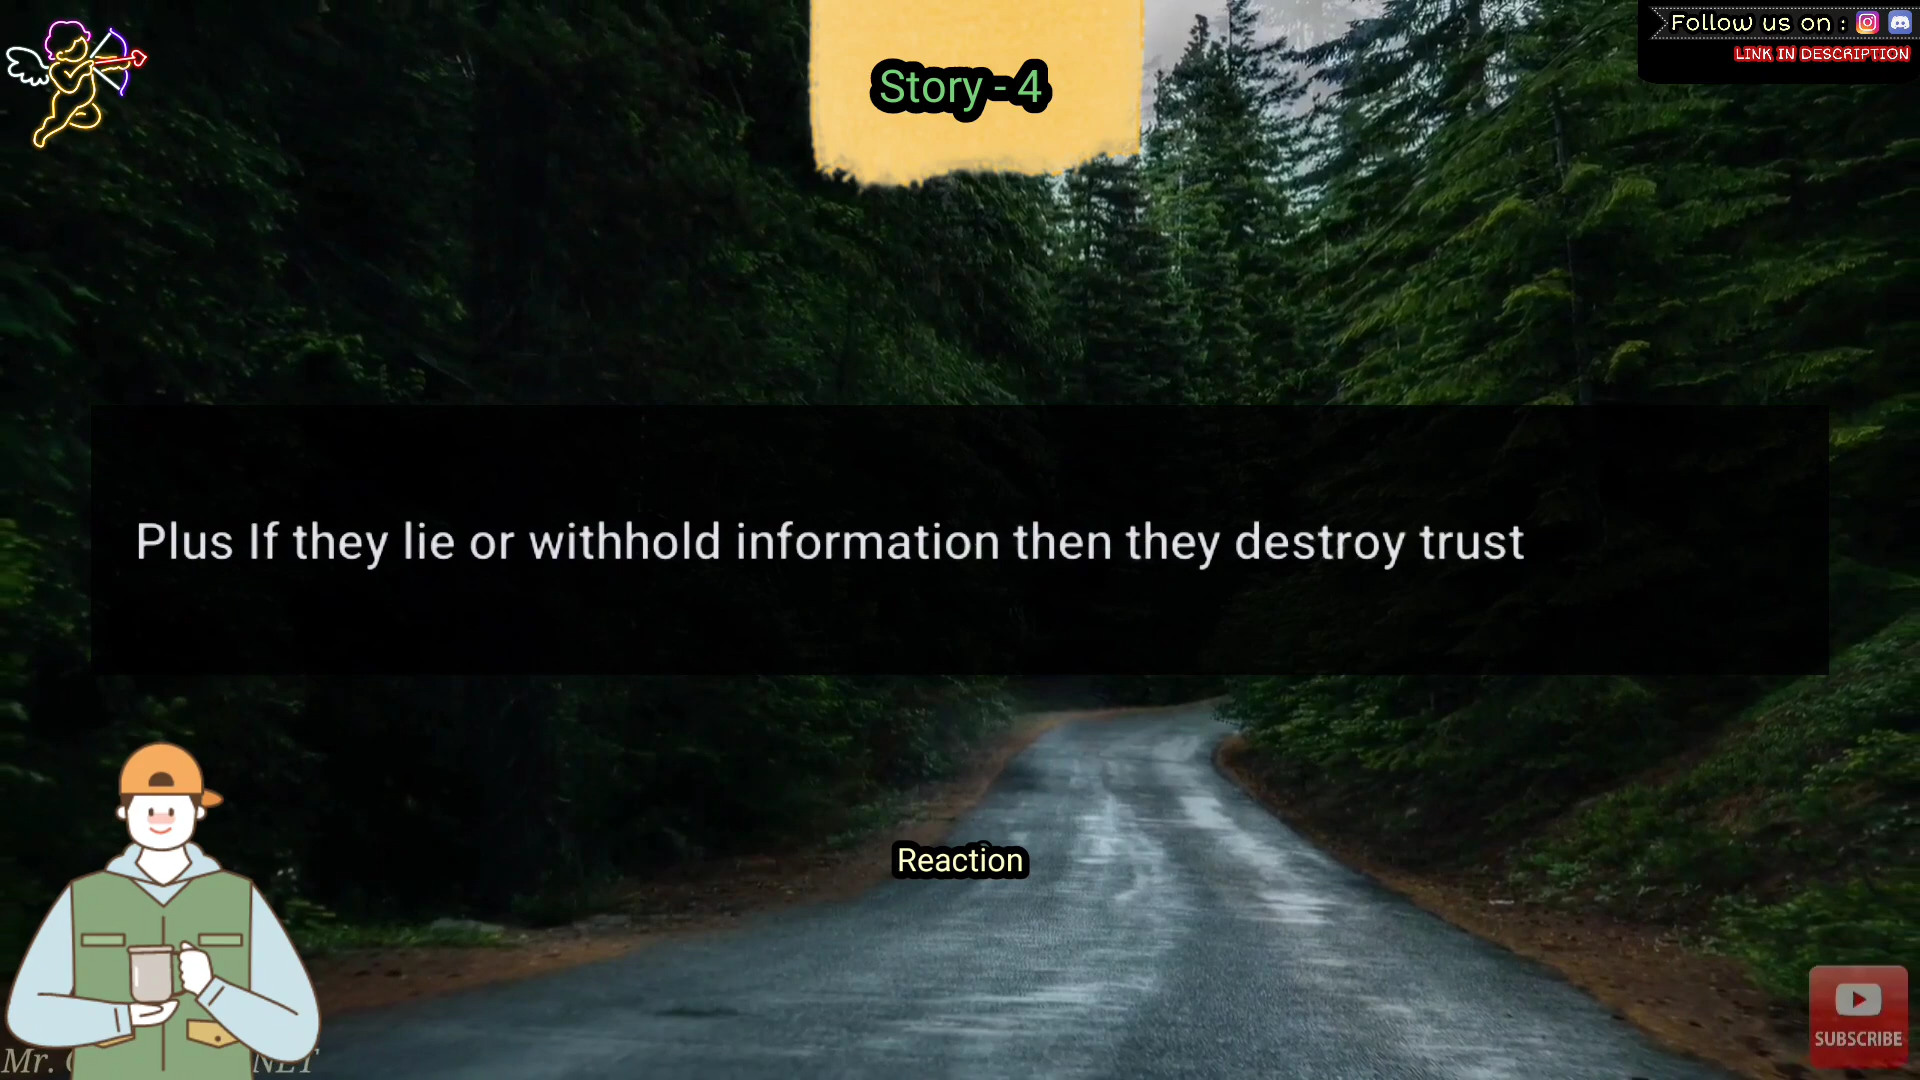 Story - 4
Follow us on :
LINK IN DESCRIPTION
Plus If they lie or withhold information then they destroy trust
Reaction
SUBSCRIBE
Mr.